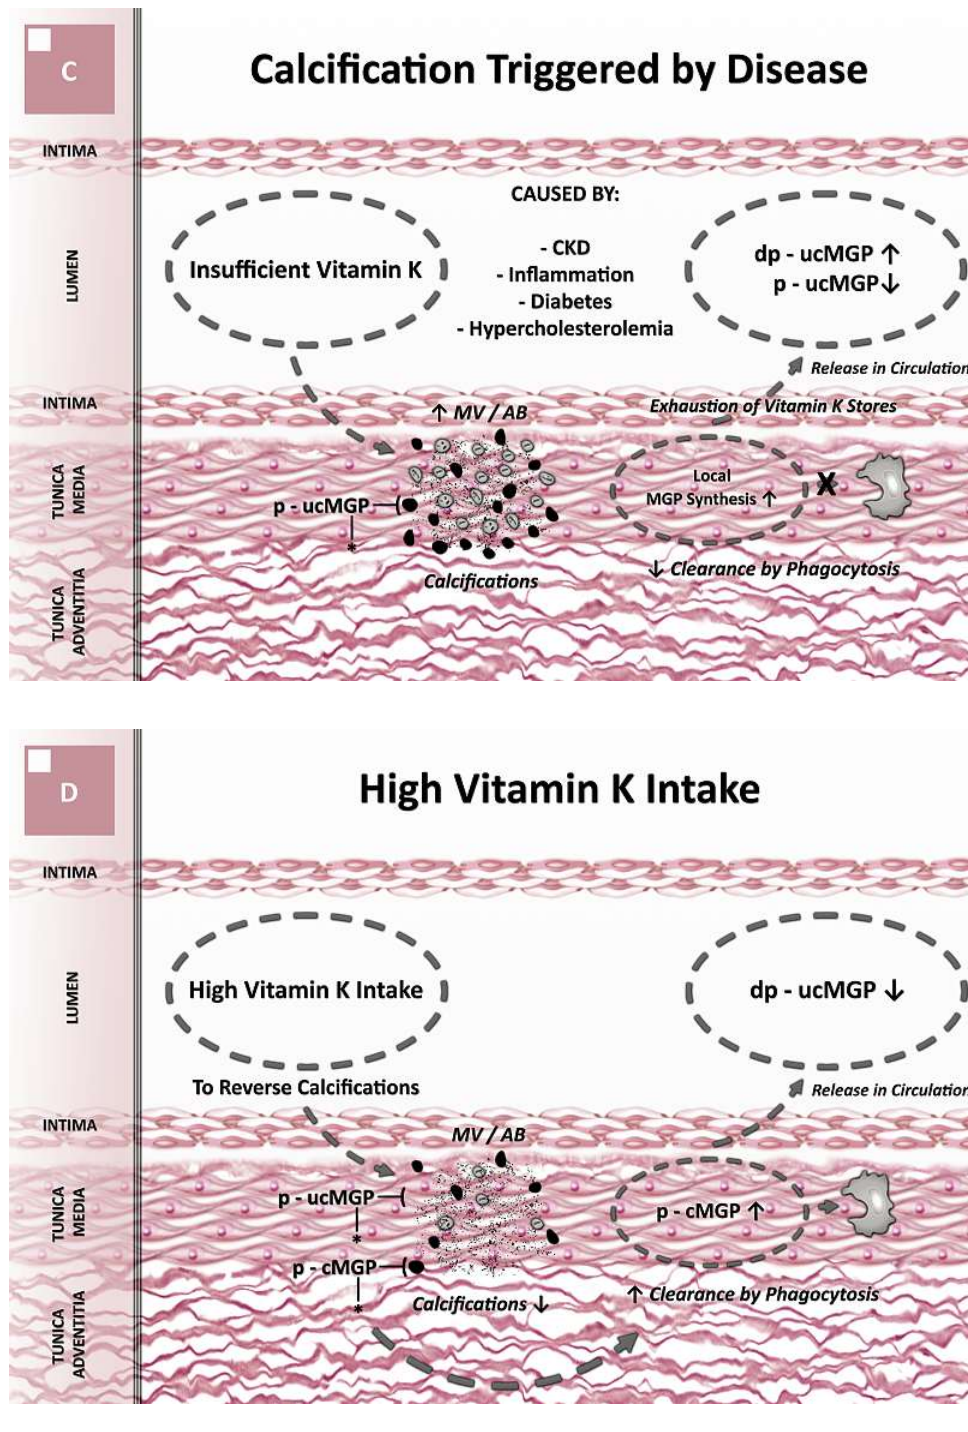 C
Calcification Triggered by Disease
INTIMA
LUMEN
Insufficient Vitamin K
CAUSED BY:
- CKD
- Inflammation
- Diabetes
- Hypercholesterolemia
dp - ucMGP ↑
p - ucMGP↓
Release in Circulation
INTIMA
↑ MV / AB
Exhaustion of Vitamin K Stores
TUNICA
MEDIA
p - ucMGP
*
Local
MGP Synthesis ↑
X
Calcifications
↓ Clearance by Phagocytosis
TUNICA
ADVENTITIA
D
High Vitamin K Intake
INTIMA
LUMEN
High Vitamin K Intake
To Reverse Calcifications
dp - ucMGP ↓
Release in Circulation
INTIMA
MV / AB
TUNICA
MEDIA
p - ucMGP
*
p - cMGP
*
p - cMGP ↑
Calcifications ↓
↑ Clearance by Phagocytosis
TUNICA
ADVENTITIA